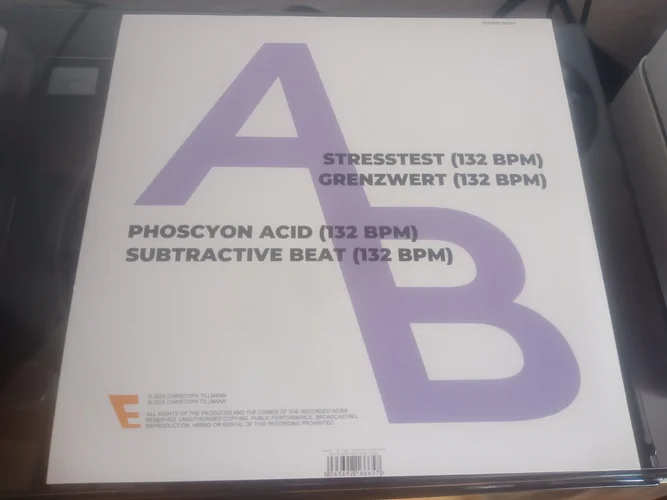 A
STRESSTEST (132 BPM)
GRENZWERT (132 BPM)
B
PHOSCYON ACID (132 BPM)
SUBTRACTIVE BEAT (132 BPM)
CHRISTOPH TILLMANN
CHRISTOPH TILLMANN
ALL RIGHTS OF THE PRODUCER AND THE OWNER OF THE RECORDED WORK
RESERVED. UNAUTHORISED COPYING, PUBLIC PERFORMANCE, BROADCASTING,
REPRODUCTION, HIRING OR RENTAL OF THIS RECORDING PROHIBITED